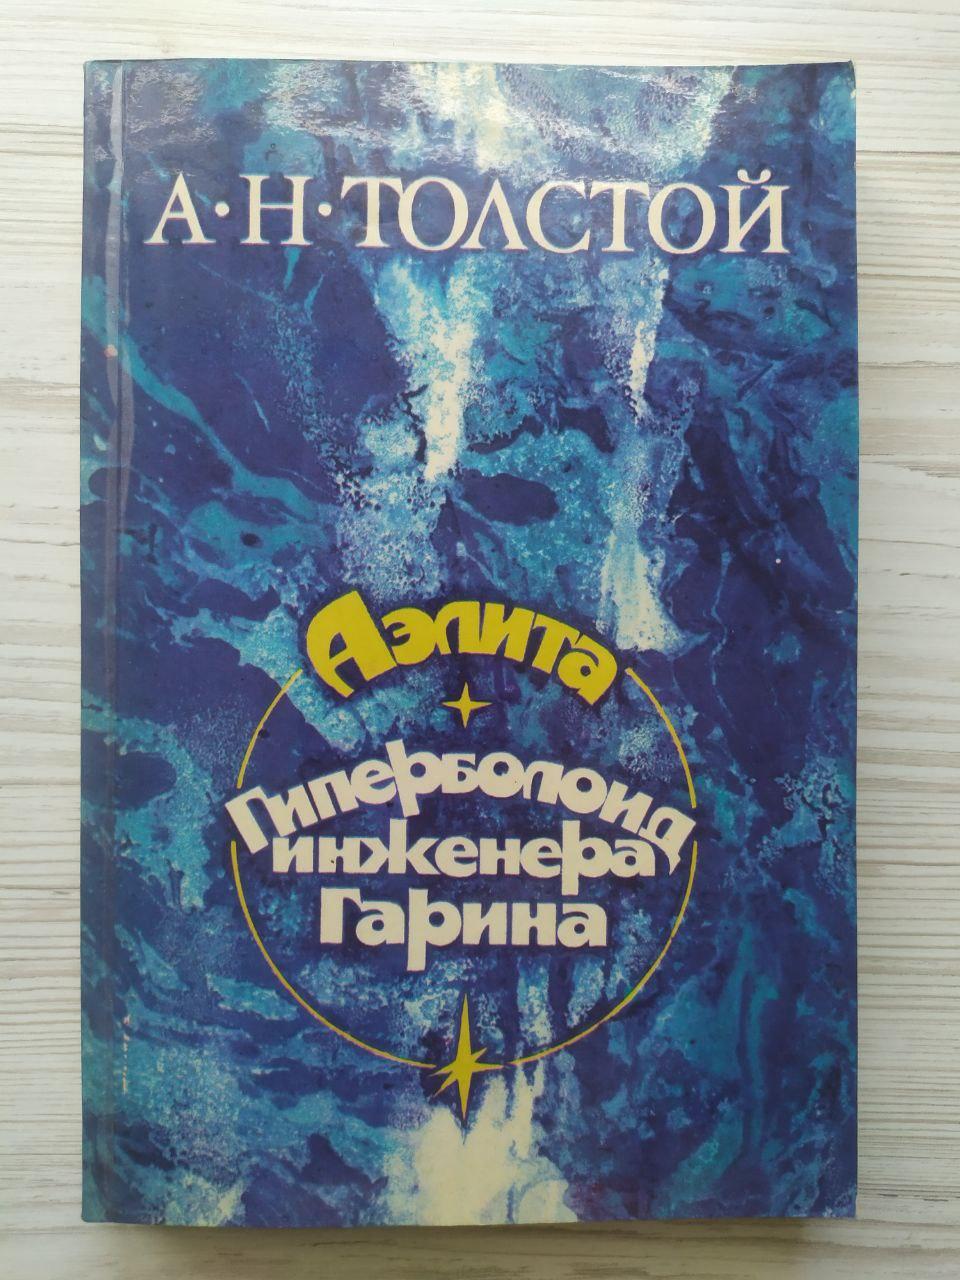 А·Н·ТОЛСТОЙ
Аэлита
Гиперболоид
инженера
Гарина